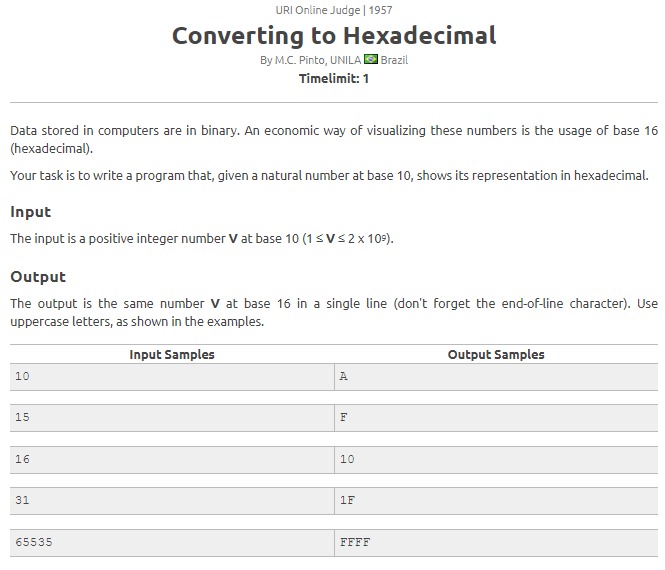 URI Online Judge | 1957
Converting to Hexadecimal
By M.C. Pinto, UNILA Brazil
Timelimit: 1
Data stored in computers are in binary. An economic way of visualizing these numbers is the usage of base 16
(hexadecimal).
Your task is to write a program that, given a natural number at base 10, shows its representation in hexadecimal.
Input
The input is a positive integer number V at base 10 (1 ≤ V ≤ 2 x 10⁹).
Output
The output is the same number V at base 16 in a single line (don't forget the end-of-line character). Use
uppercase letters, as shown in the examples.
Input Samples Output Samples
10 A
15 F
16 10
31 1F
65535 FFFF